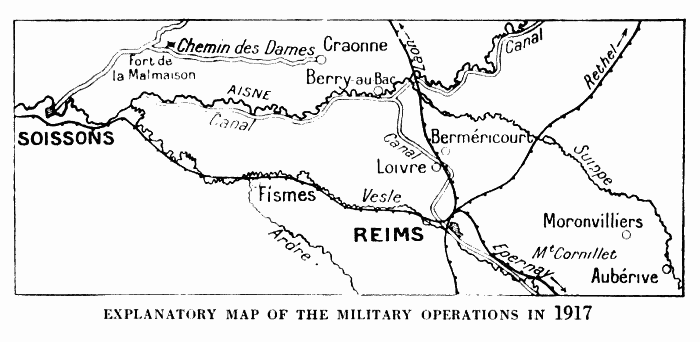 Chemin des Dames
Craonne
Fort de
la Malmaison
Laon
Canal
Rethel
Berry-au-Bac
AISNE
Canal
SOISSONS
Canal
Berméricourt
Loivre
Suippe
Fismes
Vesle
REIMS
Ardre.
Moronvilliers
Mt Cornillet
Epernay
Aubérive
EXPLANATORY MAP OF THE MILITARY OPERATIONS IN 1917